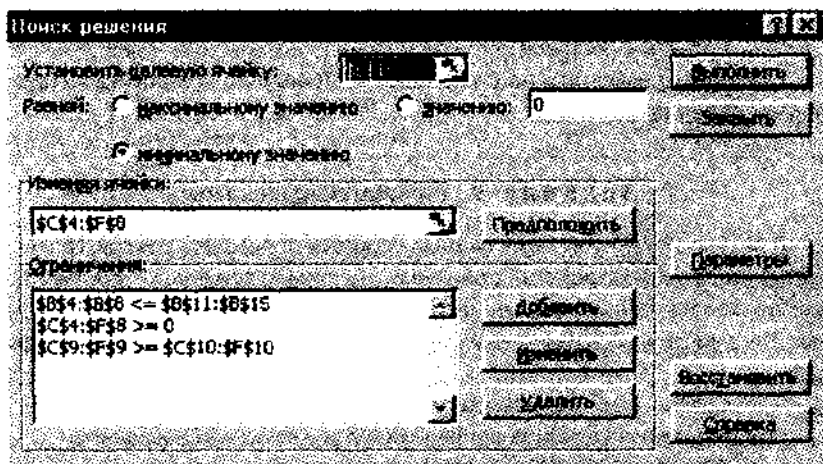 Поиск решения
Установить целевую ячейку:
Выполнить
Равной: максимальному значению значению: 0
Закрыть
минимальному значению
Изменяя ячейки:
$C$4:$F$8
Предположить
Параметры
Ограничения:
$B$4:$B$8 <= $B$11:$B$15
Добавить
$C$4:$F$8 >= 0
$C$9:$F$9 >= $C$10:$F$10
Изменить
Восстановить
Удалить
Справка